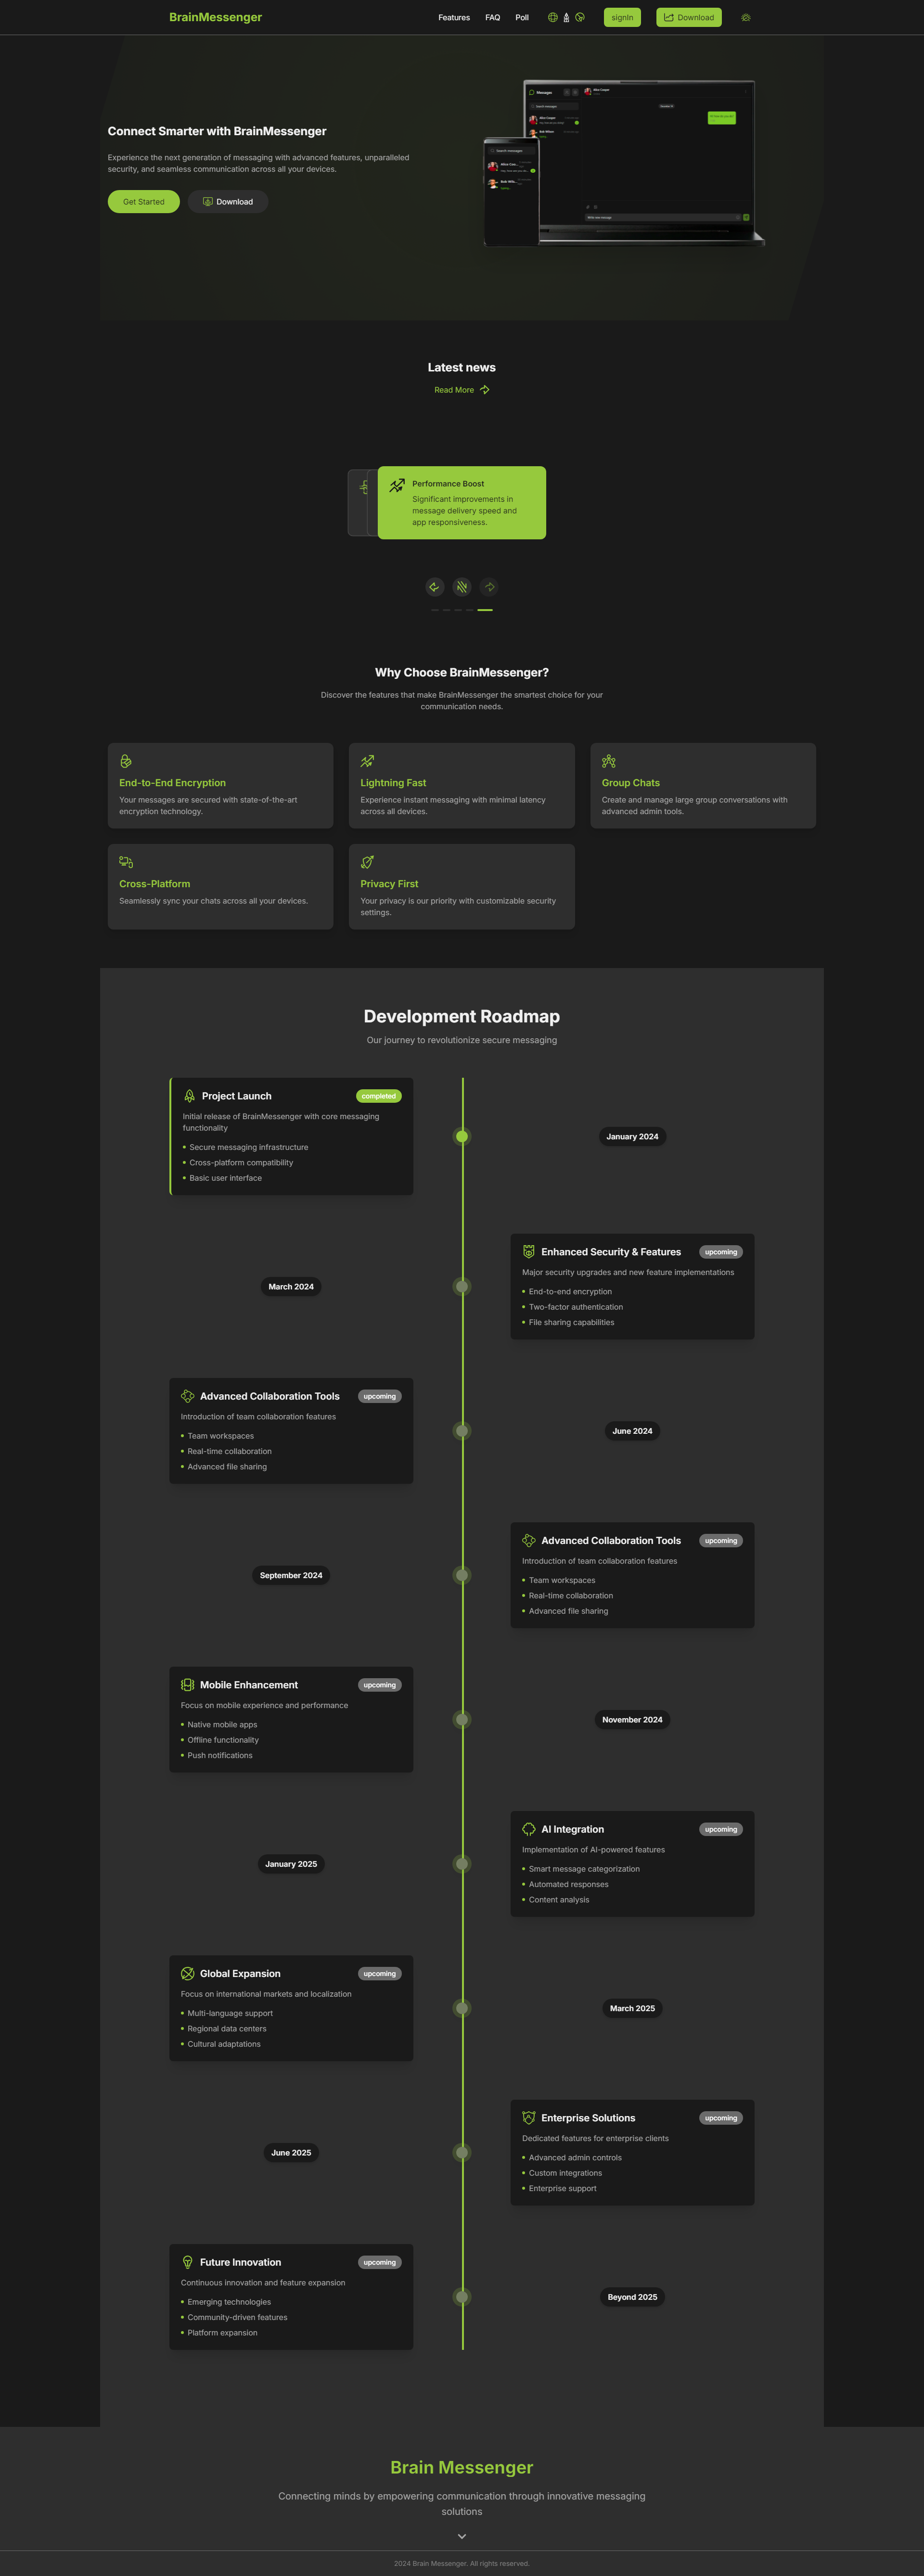 BrainMessenger
Features
FAQ
Poll
signIn
Download
Connect Smarter with BrainMessenger
Experience the next generation of messaging with advanced features, unparalleled
security, and seamless communication across all your devices.
Get Started
Download
Messages
Search messages
Alice Cooper
Bob Wilson
Alice Cooper
Search messages
Latest news
Read More
Performance Boost
Significant improvements in
message delivery speed and
app responsiveness.
Why Choose BrainMessenger?
Discover the features that make BrainMessenger the smartest choice for your
communication needs.
End-to-End Encryption
Your messages are secured with state-of-the-art
encryption technology.
Lightning Fast
Experience instant messaging with minimal latency
across all devices.
Group Chats
Create and manage large group conversations with
advanced admin tools.
Cross-Platform
Seamlessly sync your chats across all your devices.
Privacy First
Your privacy is our priority with customizable security
settings.
Development Roadmap
Our journey to revolutionize secure messaging
Project Launch
completed
Initial release of BrainMessenger with core messaging
functionality
Secure messaging infrastructure
Cross-platform compatibility
Basic user interface
January 2024
Enhanced Security & Features
upcoming
Major security upgrades and new feature implementations
End-to-end encryption
Two-factor authentication
File sharing capabilities
March 2024
Advanced Collaboration Tools
upcoming
Introduction of team collaboration features
Team workspaces
Real-time collaboration
Advanced file sharing
June 2024
Advanced Collaboration Tools
upcoming
Introduction of team collaboration features
Team workspaces
Real-time collaboration
Advanced file sharing
September 2024
Mobile Enhancement
upcoming
Focus on mobile experience and performance
Native mobile apps
Offline functionality
Push notifications
November 2024
AI Integration
upcoming
Implementation of AI-powered features
Smart message categorization
Automated responses
Content analysis
January 2025
Global Expansion
upcoming
Focus on international markets and localization
Multi-language support
Regional data centers
Cultural adaptations
March 2025
Enterprise Solutions
upcoming
Dedicated features for enterprise clients
Advanced admin controls
Custom integrations
Enterprise support
June 2025
Future Innovation
upcoming
Continuous innovation and feature expansion
Emerging technologies
Community-driven features
Platform expansion
Beyond 2025
Brain Messenger
Connecting minds by empowering communication through innovative messaging
solutions
2024 Brain Messenger. All rights reserved.